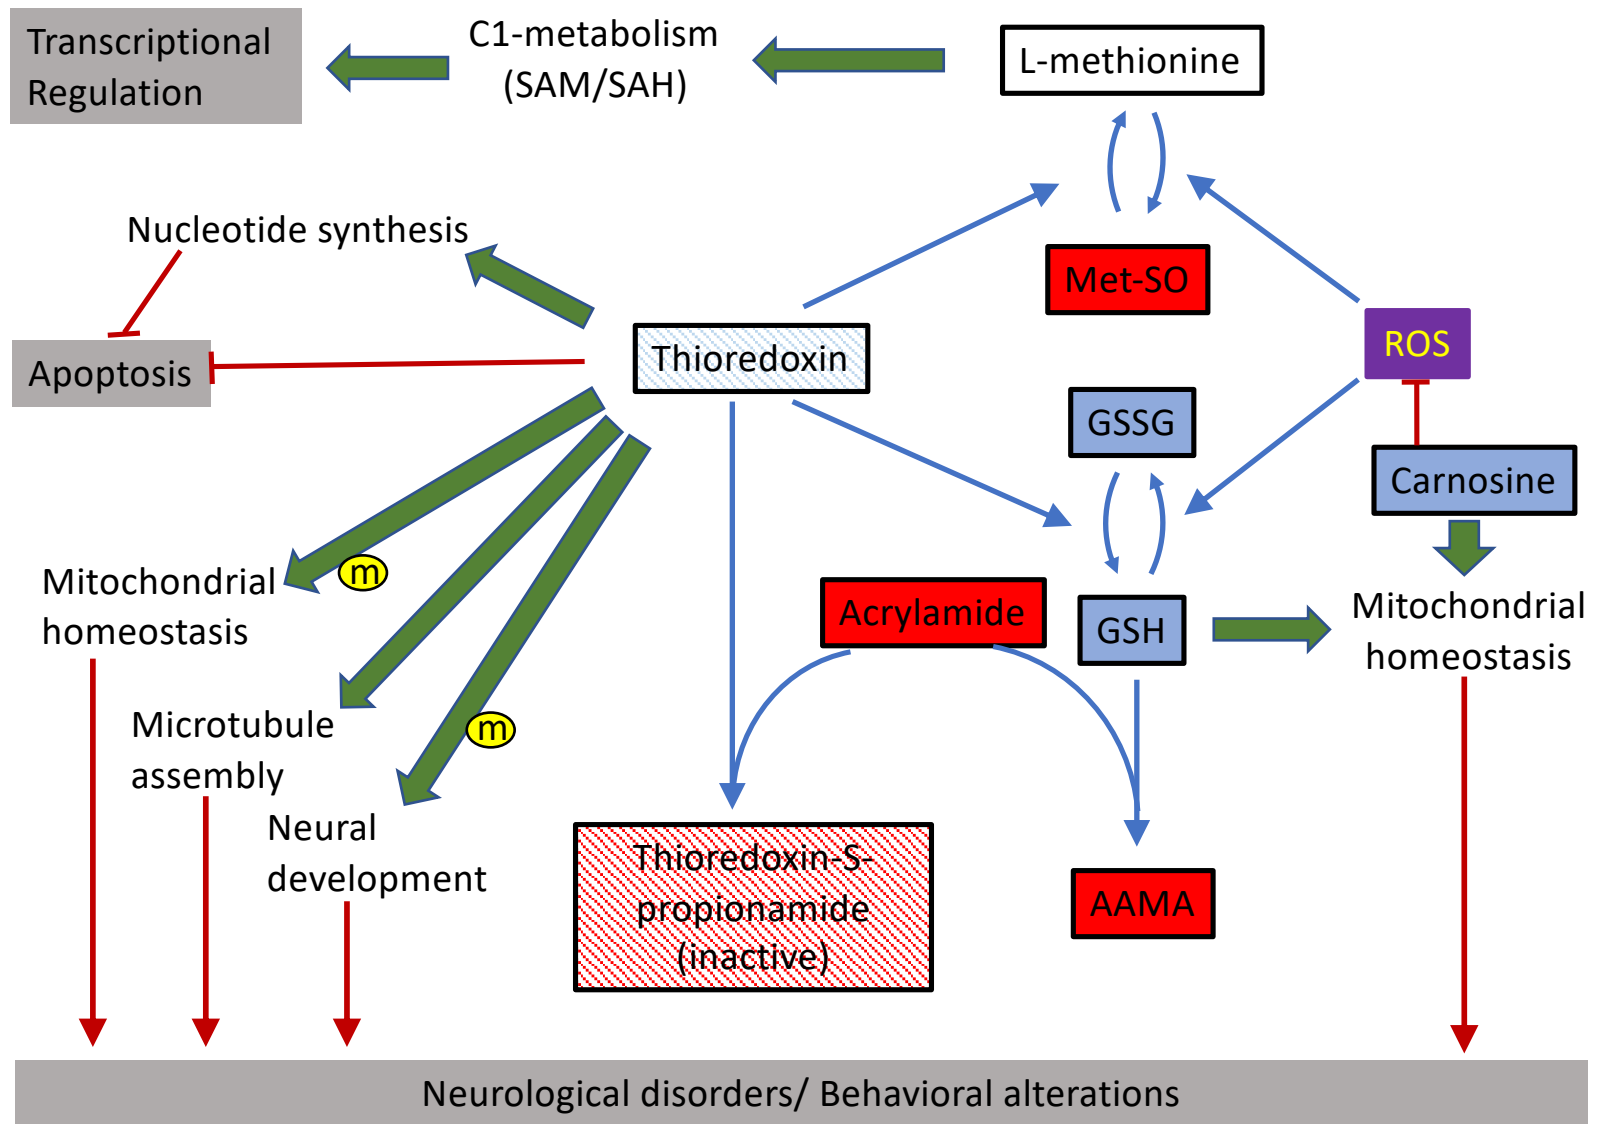 Transcriptional
Regulation
C1-metabolism
(SAM/SAH)
L-methionine
Nucleotide synthesis
Met-SO
Apoptosis
Thioredoxin
ROS
GSSG
Carnosine
m
Mitochondrial
homeostasis
Acrylamide
GSH
Mitochondrial
homeostasis
Microtubule
assembly
m
Neural
development
Thioredoxin-S-
propionamide
(inactive)
AAMA
Neurological disorders/ Behavioral alterations